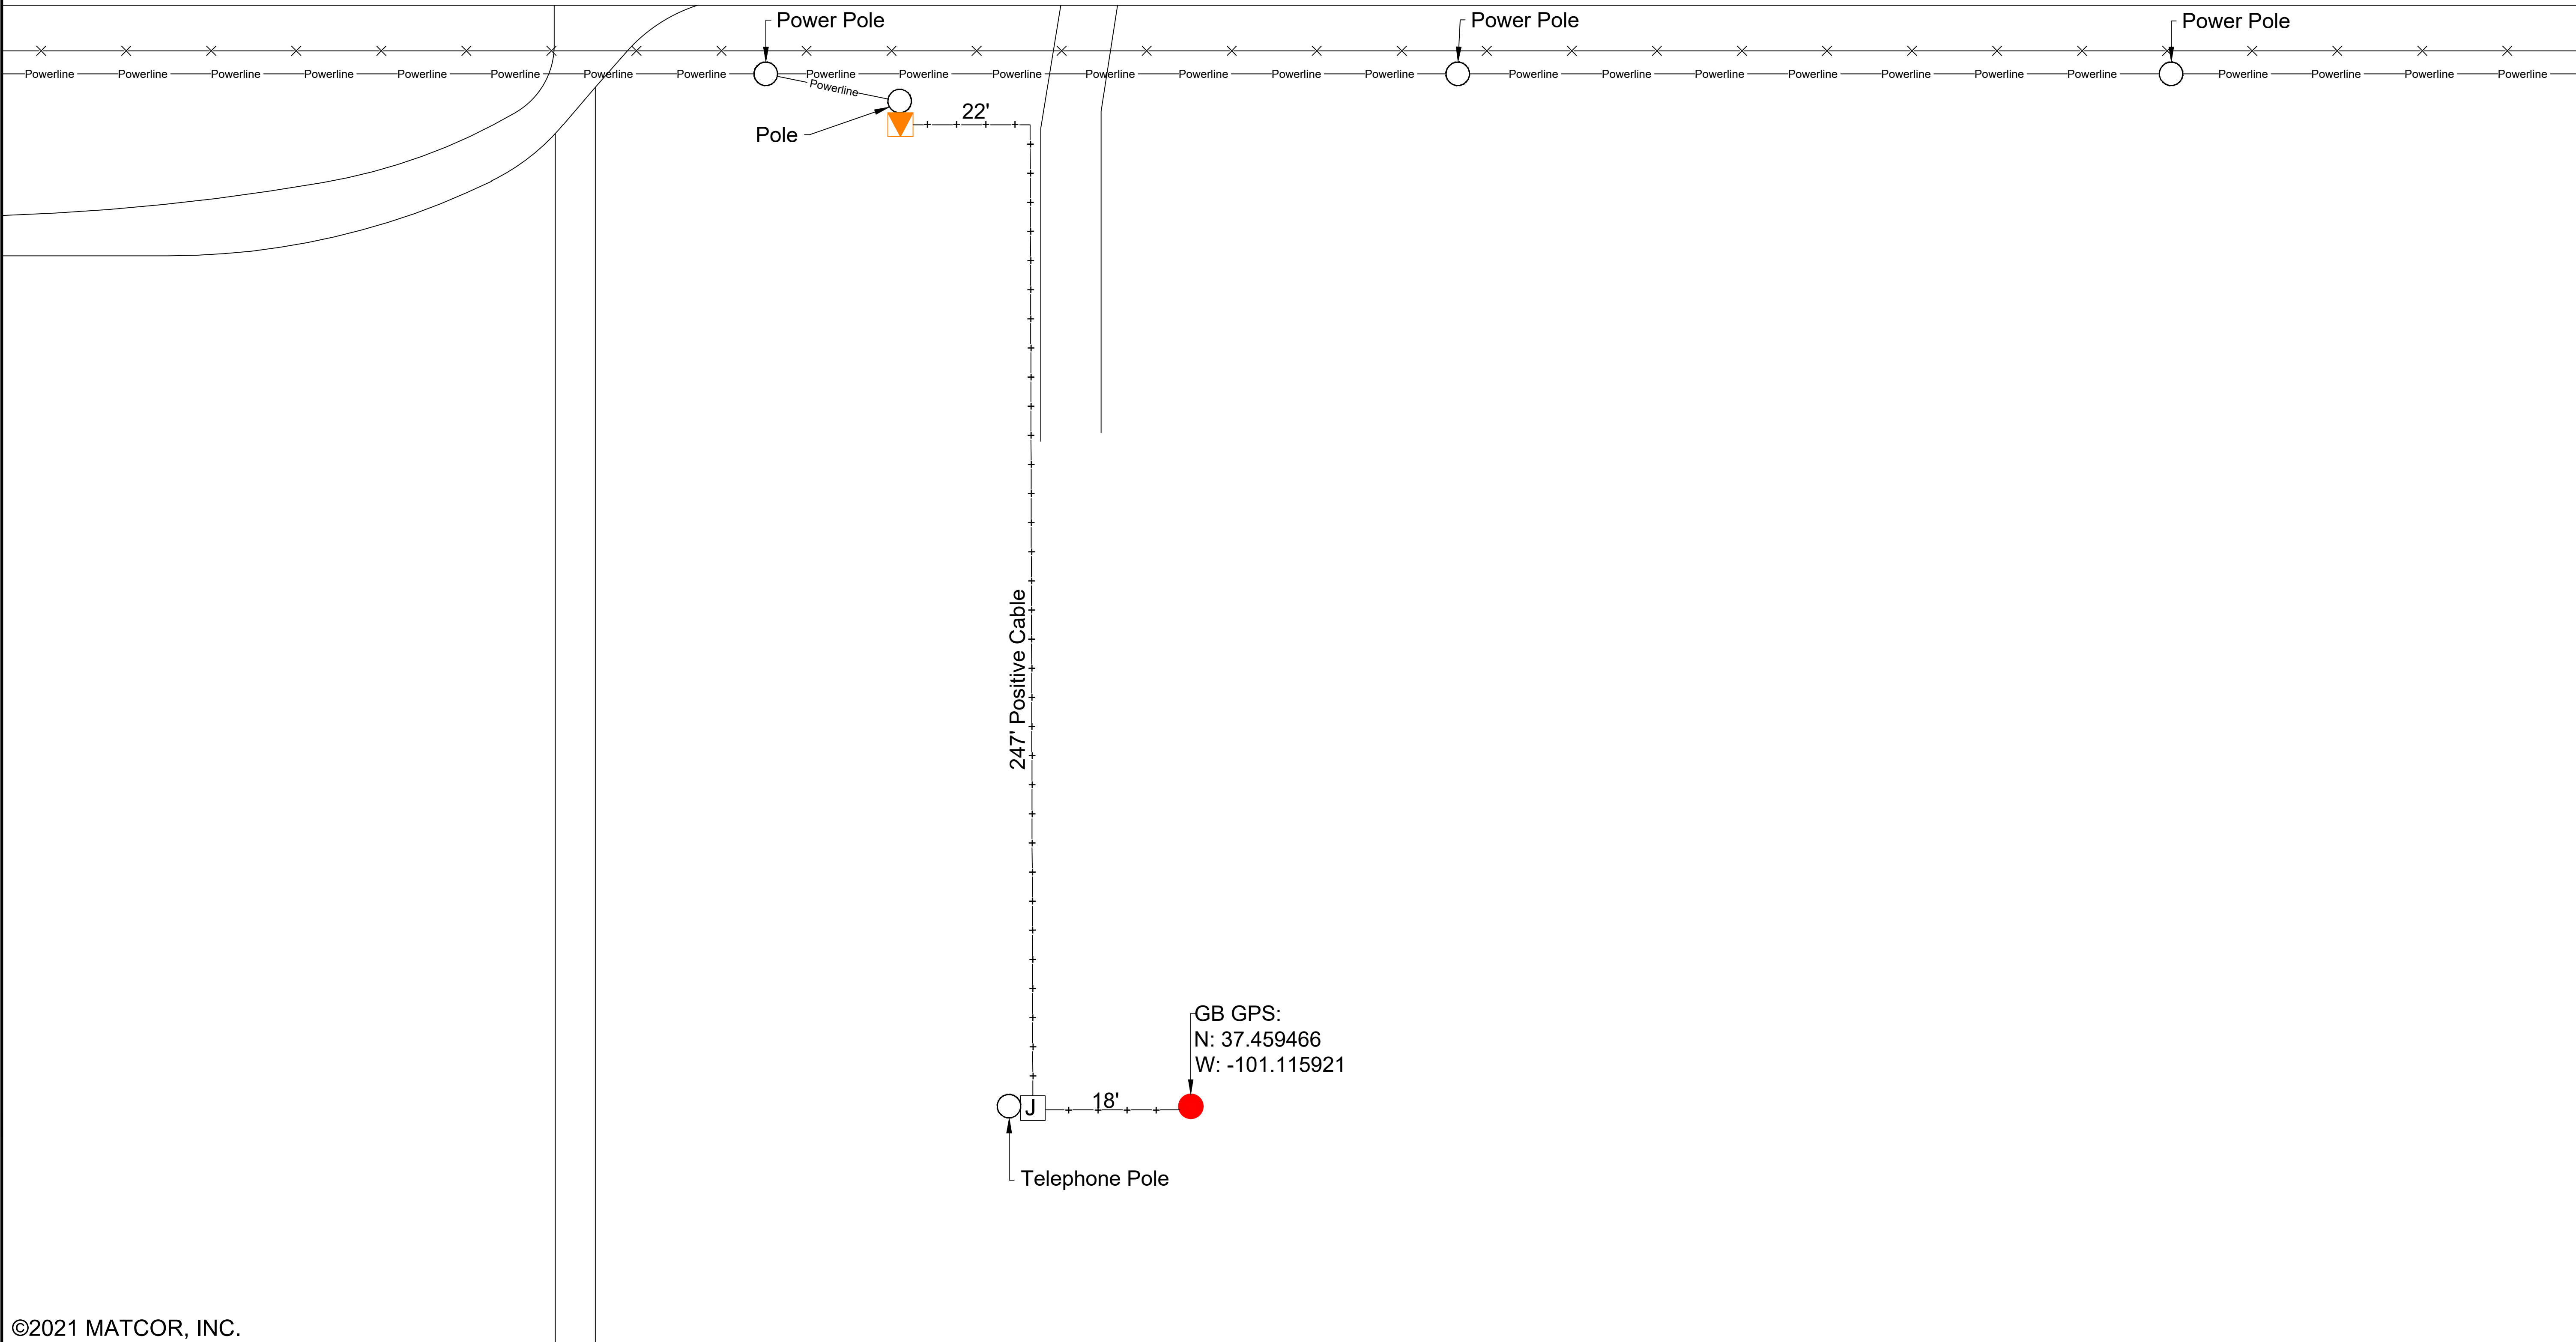 Power Pole
Power Pole
Power Pole
Powerline Powerline Powerline Powerline Powerline Powerline Powerline Powerline Powerline Powerline Powerline Powerline Powerline Powerline Powerline Powerline Powerline Powerline Powerline Powerline Powerline Powerline Powerline Powerline Powerline Powerline
Powerline
22'
Pole
247' Positive Cable
GB GPS:
N: 37.459466
W: -101.115921
18'
J
Telephone Pole
©2021 MATCOR, INC.